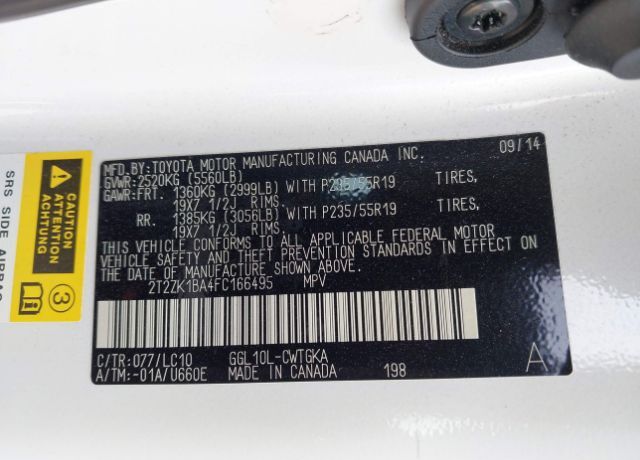 MFD.BY:TOYOTA MOTOR MANUFACTURING CANADA INC. 09/14
GVWR:2520KG (5560LB)
GAWR:FRT. 1360KG (2999LB) WITH P235/55R19 TIRES,
19X7 1/2J RIMS.
RR. 1385KG (3056LB) WITH P235/55R19 TIRES,
19X7 1/2J RIMS.
THIS VEHICLE CONFORMS TO ALL APPLICABLE FEDERAL MOTOR
VEHICLE SAFETY AND THEFT PREVENTION STANDARDS IN EFFECT ON
THE DATE OF MANUFACTURE SHOWN ABOVE.
2T2ZK1BA4FC166495 MPV
C/TR:077/LC10 GGL10L-CWTGKA
A/TM:-01A/U660E MADE IN CANADA 198 A
CAUTION
ATTENTION
ACHTUNG
3
SRS SIDE AIRBAG